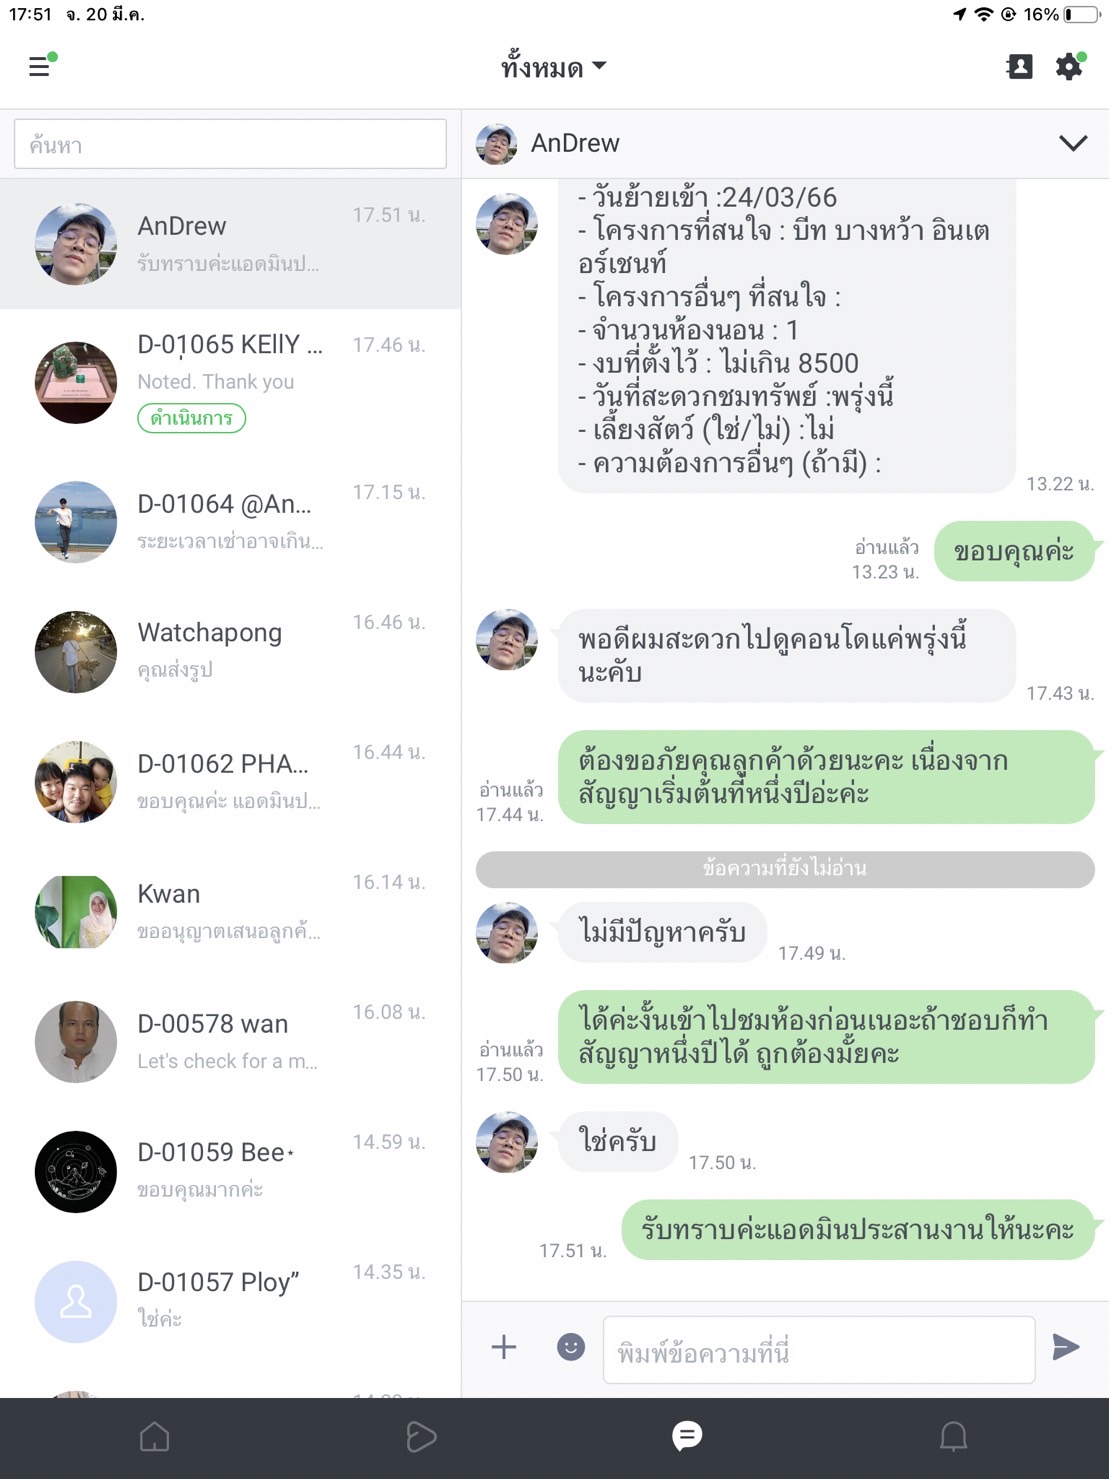 17:51 จ. 20 มี.ค.
16%
ทั้งหมด
ค้นหา
AnDrew
17.51 น.
รับทราบค่ะแอดมินป...
D-01065 KEllY ...
17.46 น.
Noted. Thank you
ดำเนินการ
D-01064 @An...
17.15 น.
ระยะเวลาเช่าอาจเกิน...
Watchapong
16.46 น.
คุณส่งรูป
D-01062 PHA...
16.44 น.
ขอบคุณค่ะ แอดมินป...
Kwan
16.14 น.
ขออนุญาตเสนอลูกค้...
D-00578 wan
16.08 น.
Let's check for a m...
D-01059 Bee⋆
14.59 น.
ขอบคุณมากค่ะ
D-01057 Ploy”
14.35 น.
ใช่ค่ะ
AnDrew
- วันย้ายเข้า :24/03/66
- โครงการที่สนใจ : บีท บางหว้า อินเต
อร์เชนท์
- โครงการอื่นๆ ที่สนใจ :
- จำนวนห้องนอน : 1
- งบที่ตั้งไว้ : ไม่เกิน 8500
- วันที่สะดวกชมทรัพย์ :พรุ่งนี้
- เลี้ยงสัตว์ (ใช่/ไม่) :ไม่
- ความต้องการอื่นๆ (ถ้ามี) :
13.22 น.
อ่านแล้ว
13.23 น.
ขอบคุณค่ะ
พอดีผมสะดวกไปดูคอนโดแค่พรุ่งนี้
นะคับ
17.43 น.
ต้องขอภัยคุณลูกค้าด้วยนะคะ เนื่องจาก
สัญญาเริ่มต้นที่หนึ่งปีอ่ะค่ะ
อ่านแล้ว
17.44 น.
ข้อความที่ยังไม่อ่าน
ไม่มีปัญหาครับ
17.49 น.
ได้ค่ะงั้นเข้าไปชมห้องก่อนเนอะถ้าชอบก็ทำ
สัญญาหนึ่งปีได้ ถูกต้องมั้ยคะ
อ่านแล้ว
17.50 น.
ใช่ครับ
17.50 น.
รับทราบค่ะแอดมินประสานงานให้นะคะ
17.51 น.
พิมพ์ข้อความที่นี่